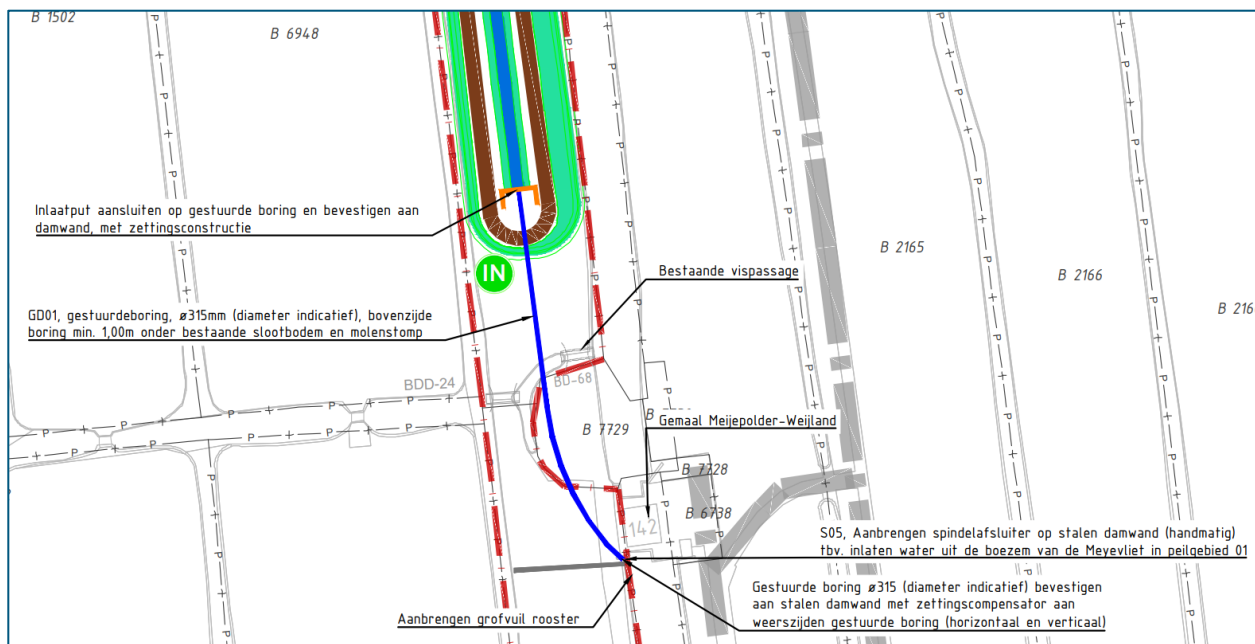 B 1502
B 6948
Inlaatput aansluiten op gestuurde boring en bevestigen aan
damwand, met zettingsconstructie
IN
Bestaande vispassage
B 2165
B 2166
B 216
GD01, gestuurdeboring, ø315mm (diameter indicatief), bovenzijde
boring min. 1,00m onder bestaande slootbodem en molenstomp
BDD-24
BD-68
B
Gemaal Meijepolder-Weijland
B 7729
B 7728
B 6738
142
S05, Aanbrengen spindelafsluiter op stalen damwand (handmatig)
tbv. inlaten water uit de boezem van de Meyevliet in peilgebied 01
Gestuurde boring ø315 (diameter indicatief) bevestigen
aan stalen damwand met zettingscompensator aan
weerszijden gestuurde boring (horizontaal en verticaal)
Aanbrengen grofvuil rooster